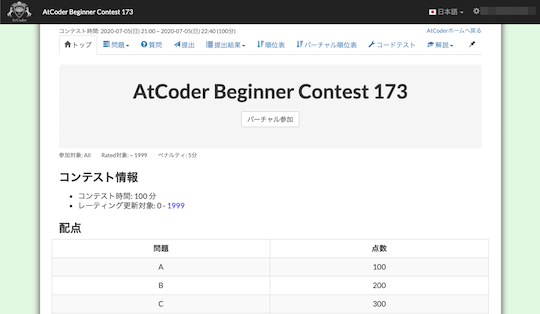 AtCoder Beginner Contest 173
日本語
AtCoder
コンテスト時間: 2020-07-05(日) 21:00 ~ 2020-07-05(日) 22:40 (100分)
AtCoderホームへ戻る
トップ 問題 質問 提出 提出結果 順位表 バーチャル順位表 コードテスト 解説
AtCoder Beginner Contest 173
バーチャル参加
参加対象: All Rated対象: ~ 1999 ペナルティ: 5分
コンテスト情報
コンテスト時間: 100 分
レーティング更新対象: 0 - 1999
配点
問題 点数
A 100
B 200
C 300